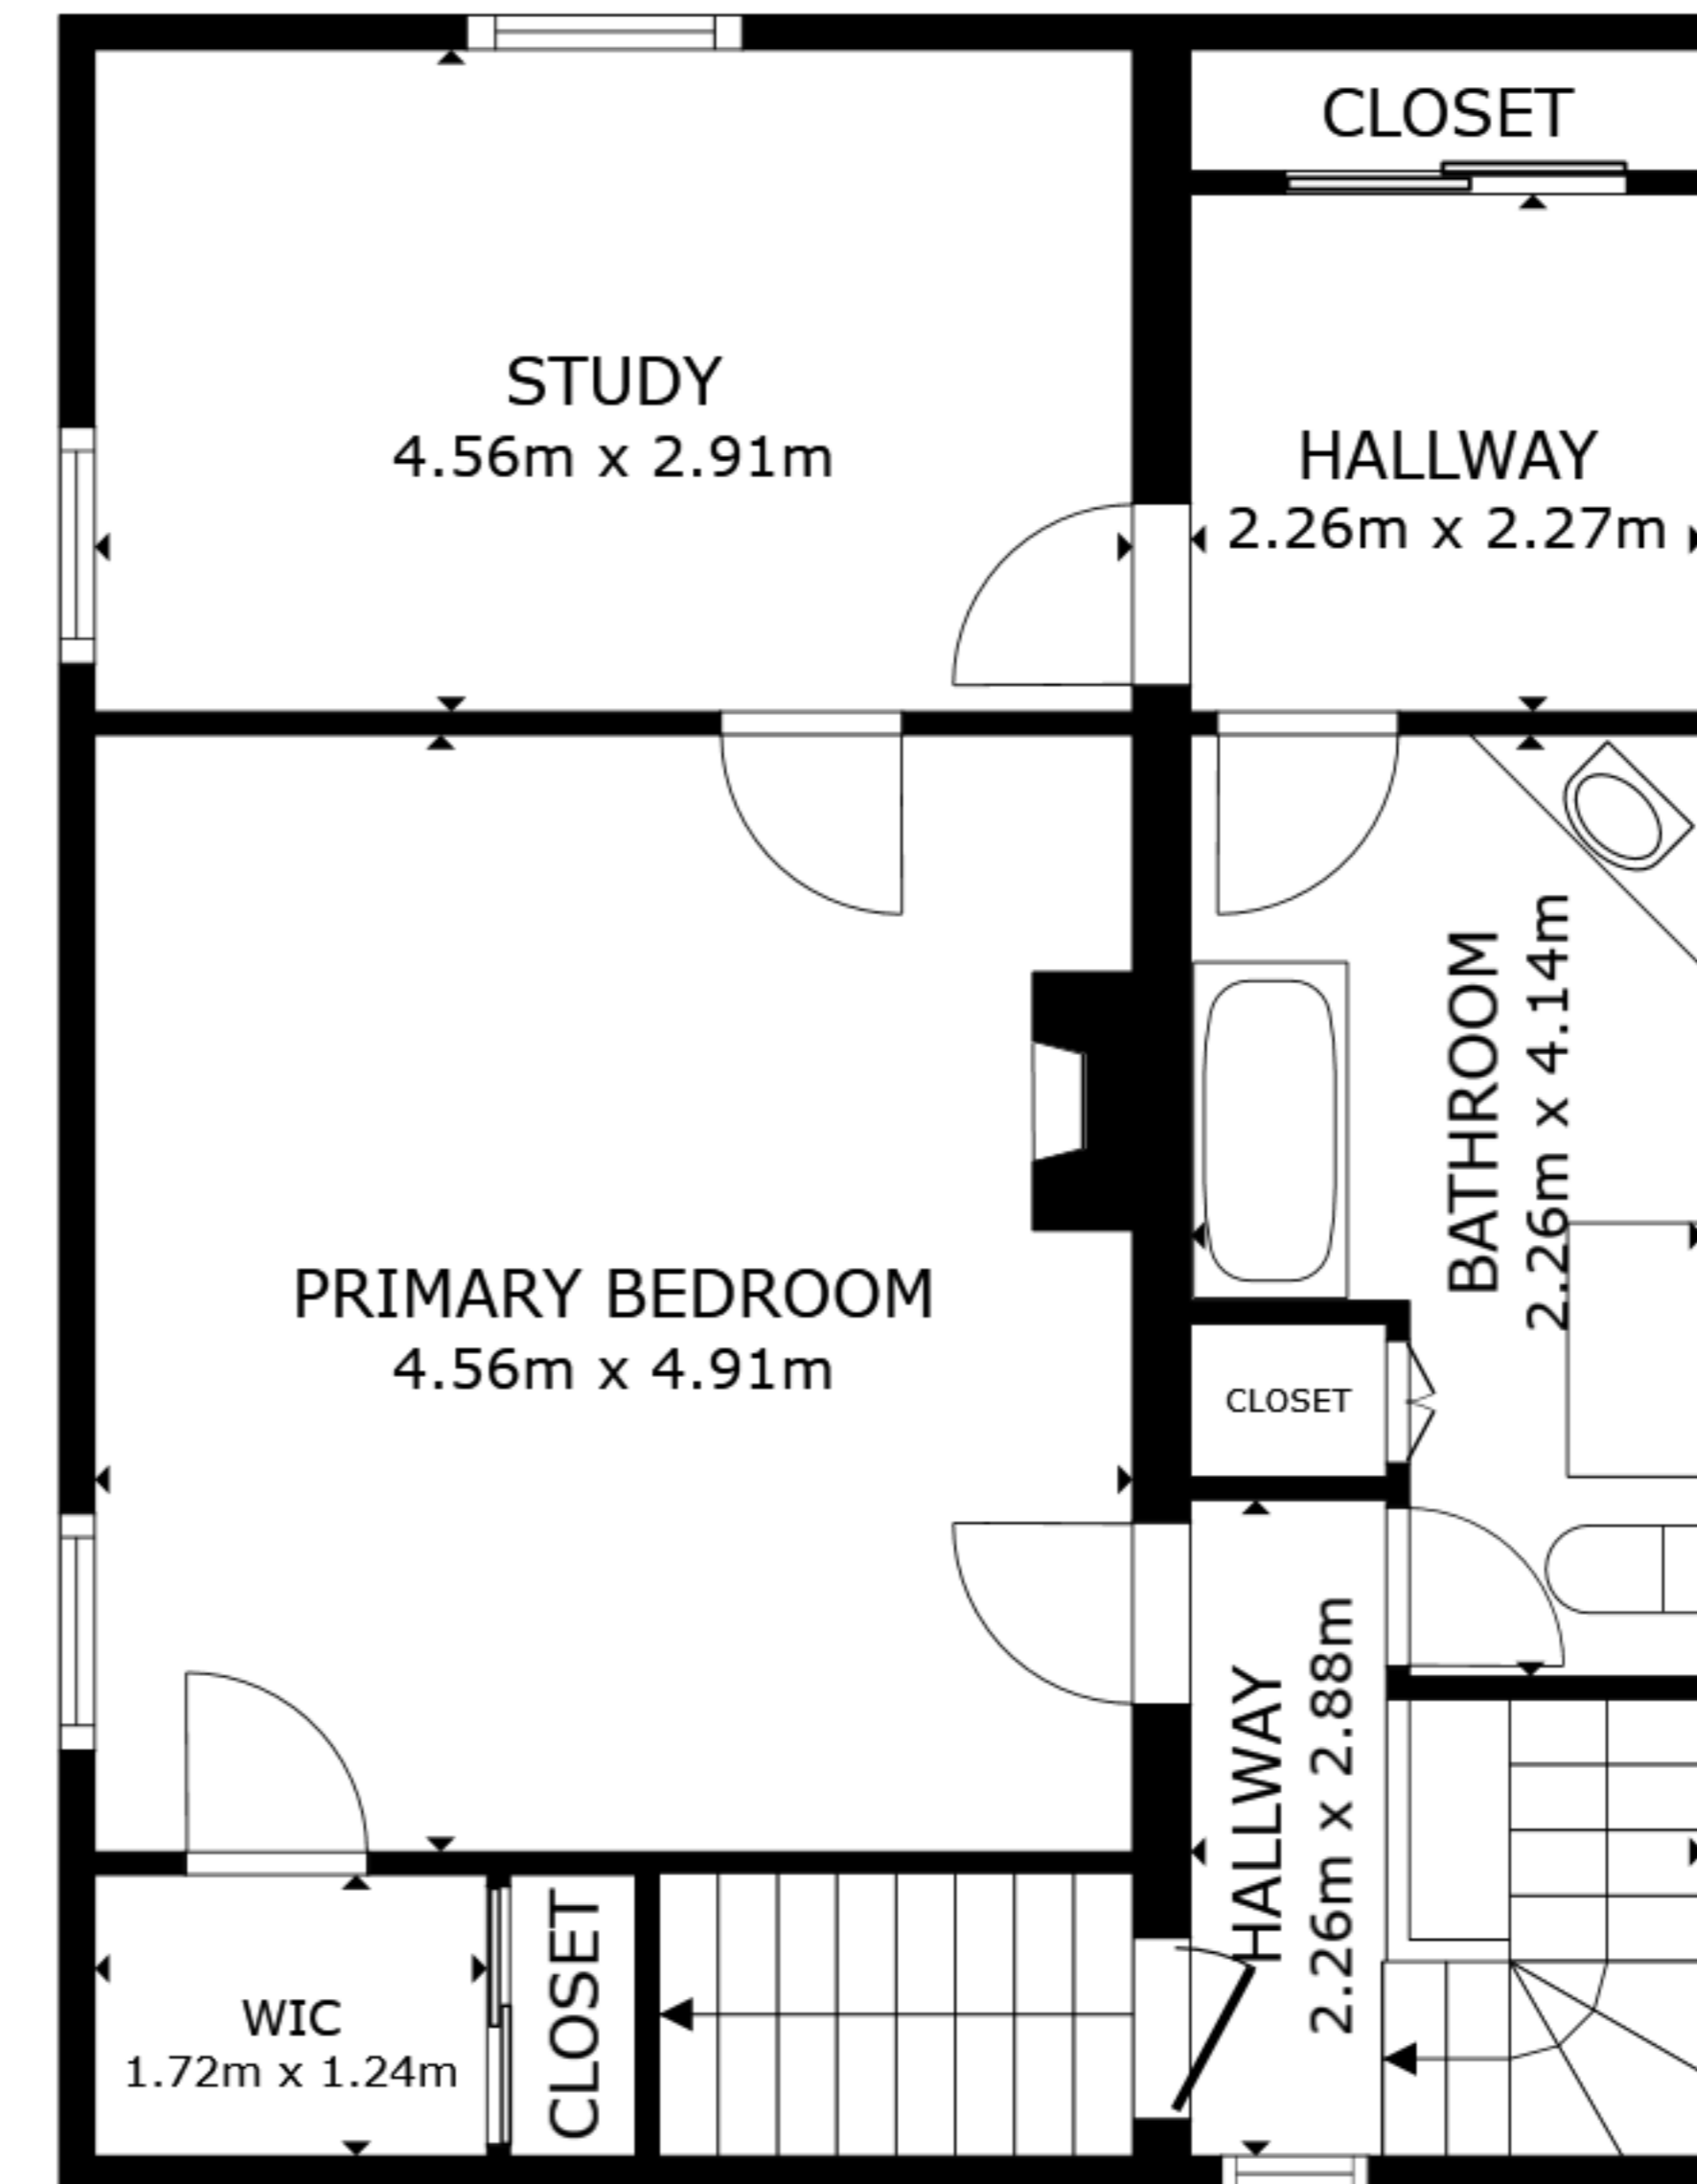 CLOSET
STUDY
4.56m x 2.91m
HALLWAY
2.26m x 2.27m
BATHROOM
2.26m x 4.14m
PRIMARY BEDROOM
4.56m x 4.91m
CLOSET
HALLWAY
2.26m x 2.88m
WIC
1.72m x 1.24m
CLOSET